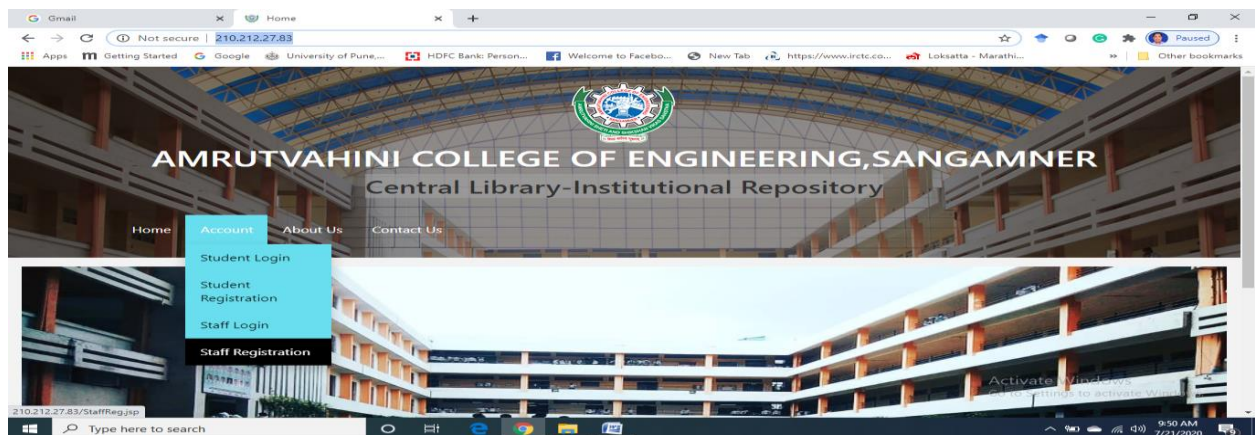 Gmail
Home
Not secure | 210.212.27.83
Paused
Apps
Getting Started
Google
University of Pune,...
HDFC Bank: Person...
Welcome to Facebo...
New Tab
https://www.irctc.co...
Loksatta - Marathi...
Other bookmarks
AMRUTVAHINI COLLEGE OF ENGINEERING,SANGAMNER
Central Library-Institutional Repository
Home
Account
About Us
Contact Us
Student Login
Student
Registration
Staff Login
Staff Registration
Activate Windows
Go to Settings to activate Windows.
210.212.27.83/StaffReg.jsp
Type here to search
9:50 AM
7/21/2020